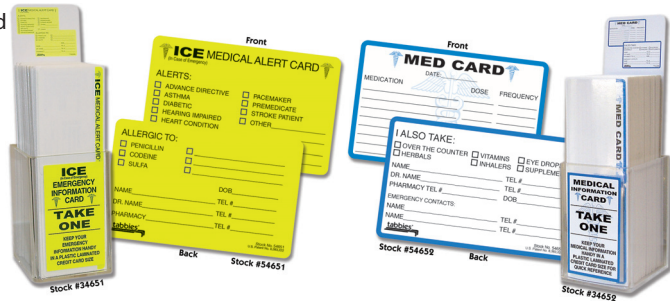 d
ICE
EMERGENCY
INFORMATION
CARD
TAKE
ONE
KEEP YOUR
EMERGENCY
INFORMATION HANDY
IN A PLASTIC LAMINATED
CREDIT CARD SIZE
ICE MEDICAL ALERT CARD
Stock #34651
Front
ICE MEDICAL ALERT CARD
(In Case of Emergency)
ALERTS:
ADVANCE DIRECTIVE
ASTHMA
DIABETIC
HEARING IMPAIRED
HEART CONDITION
PACEMAKER
PREMEDICATE
STROKE PATIENT
OTHER
ALLERGIC TO:
PENICILLIN
CODEINE
SULFA
NAME DOB
DR. NAME TEL #
PHARMACY TEL #
tabbies
Stock No. 54651
Back Stock #54651
Front
MED CARD
DATE:
MEDICATION DOSE FREQUENCY
I ALSO TAKE:
OVER THE COUNTER VITAMINS EYE DROP
HERBALS INHALERS SUPPLEME
NAME TEL #
DR. NAME TEL #
PHARMACY TEL # DOB
EMERGENCY CONTACTS:
NAME TEL #
NAME TEL #
tabbies
Stock #54652 Back
MED CARD
MEDICAL
INFORMATION
CARD
TAKE
ONE
KEEP YOUR
MEDICAL INFORMATION
HANDY IN A
PLASTIC LAMINATED
CREDIT CARD SIZE FOR
QUICK REFERENCE
Stock #34652